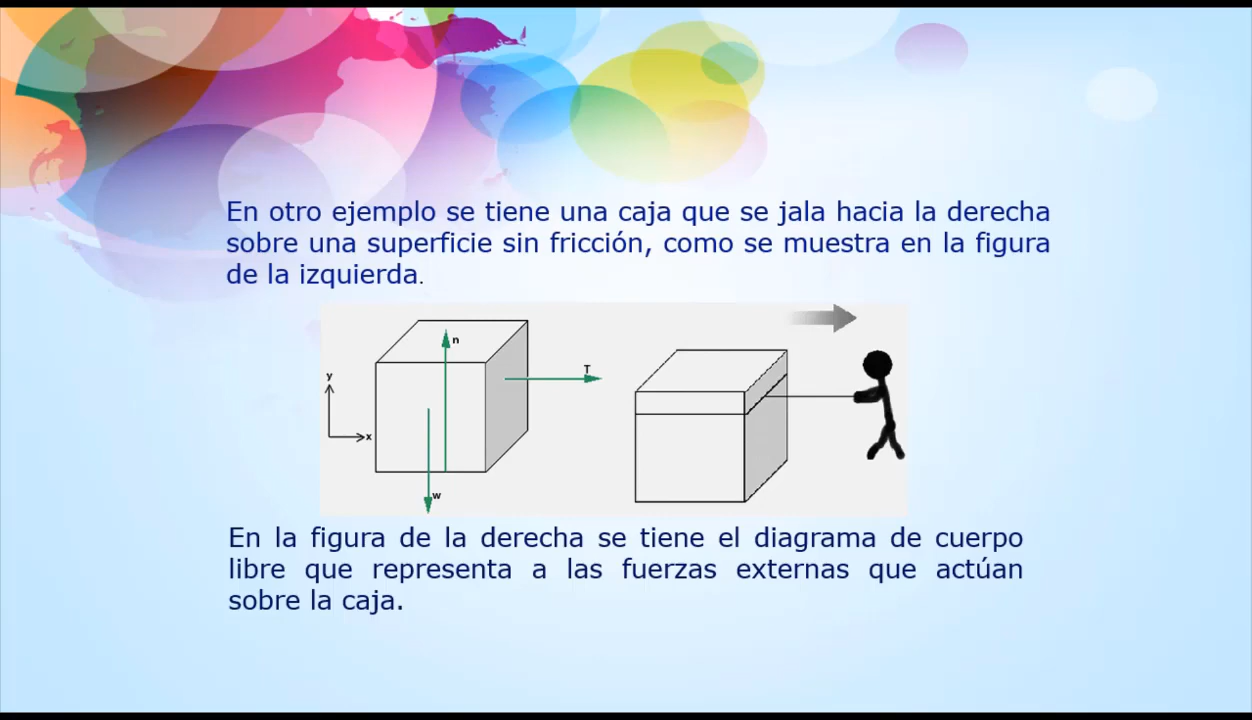 En otro ejemplo se tiene una caja que se jala hacia la derecha
sobre una superficie sin fricción, como se muestra en la figura
de la izquierda.
n
T
y
x
w
En la figura de la derecha se tiene el diagrama de cuerpo
libre que representa a las fuerzas externas que actúan
sobre la caja.